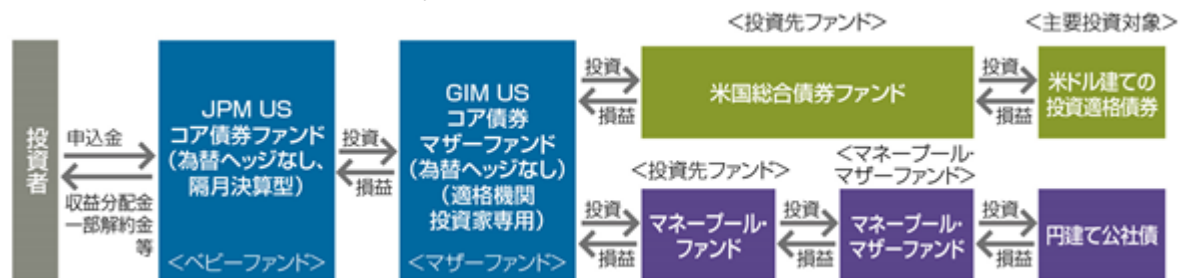 投資者
申込金
収益分配金
一部解約金
等
JPM US
コア債券ファンド
(為替ヘッジなし、
隔月決算型)
<ベビーファンド>
投資
損益
GIM US
コア債券
マザーファンド
(為替ヘッジなし)
(適格機関
投資家専用)
<マザーファンド>
<投資先ファンド>
投資
損益
米国総合債券ファンド
<主要投資対象>
投資
損益
米ドル建ての
投資適格債券
<投資先ファンド>
投資
損益
マネープール・
ファンド
<マネープール・
マザーファンド>
投資
損益
マネープール・
マザーファンド
投資
損益
円建て公社債